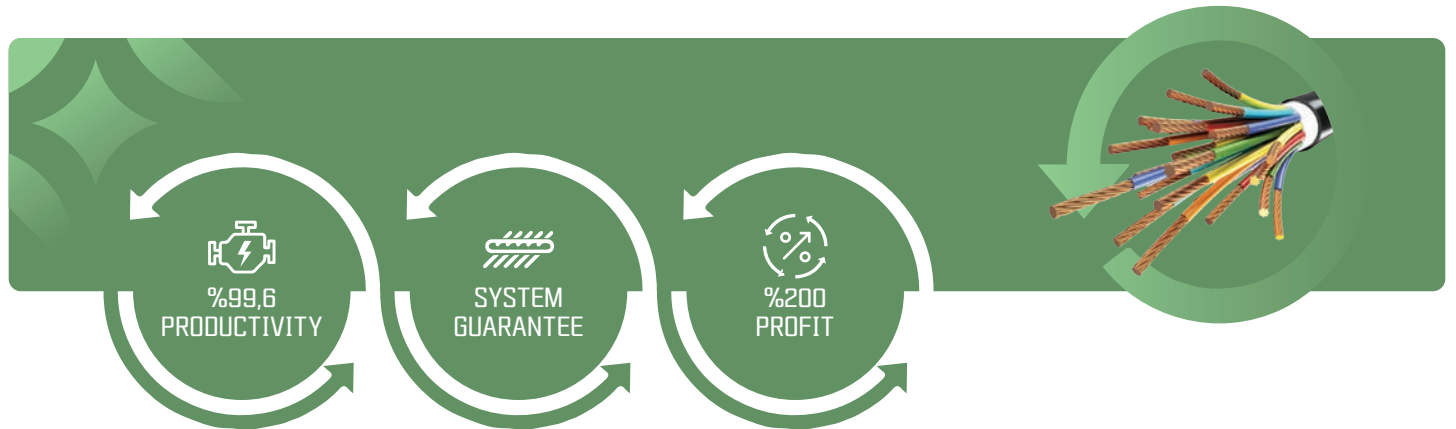 %99,6
PRODUCTIVITY
SYSTEM
GUARANTEE
%200
PROFIT